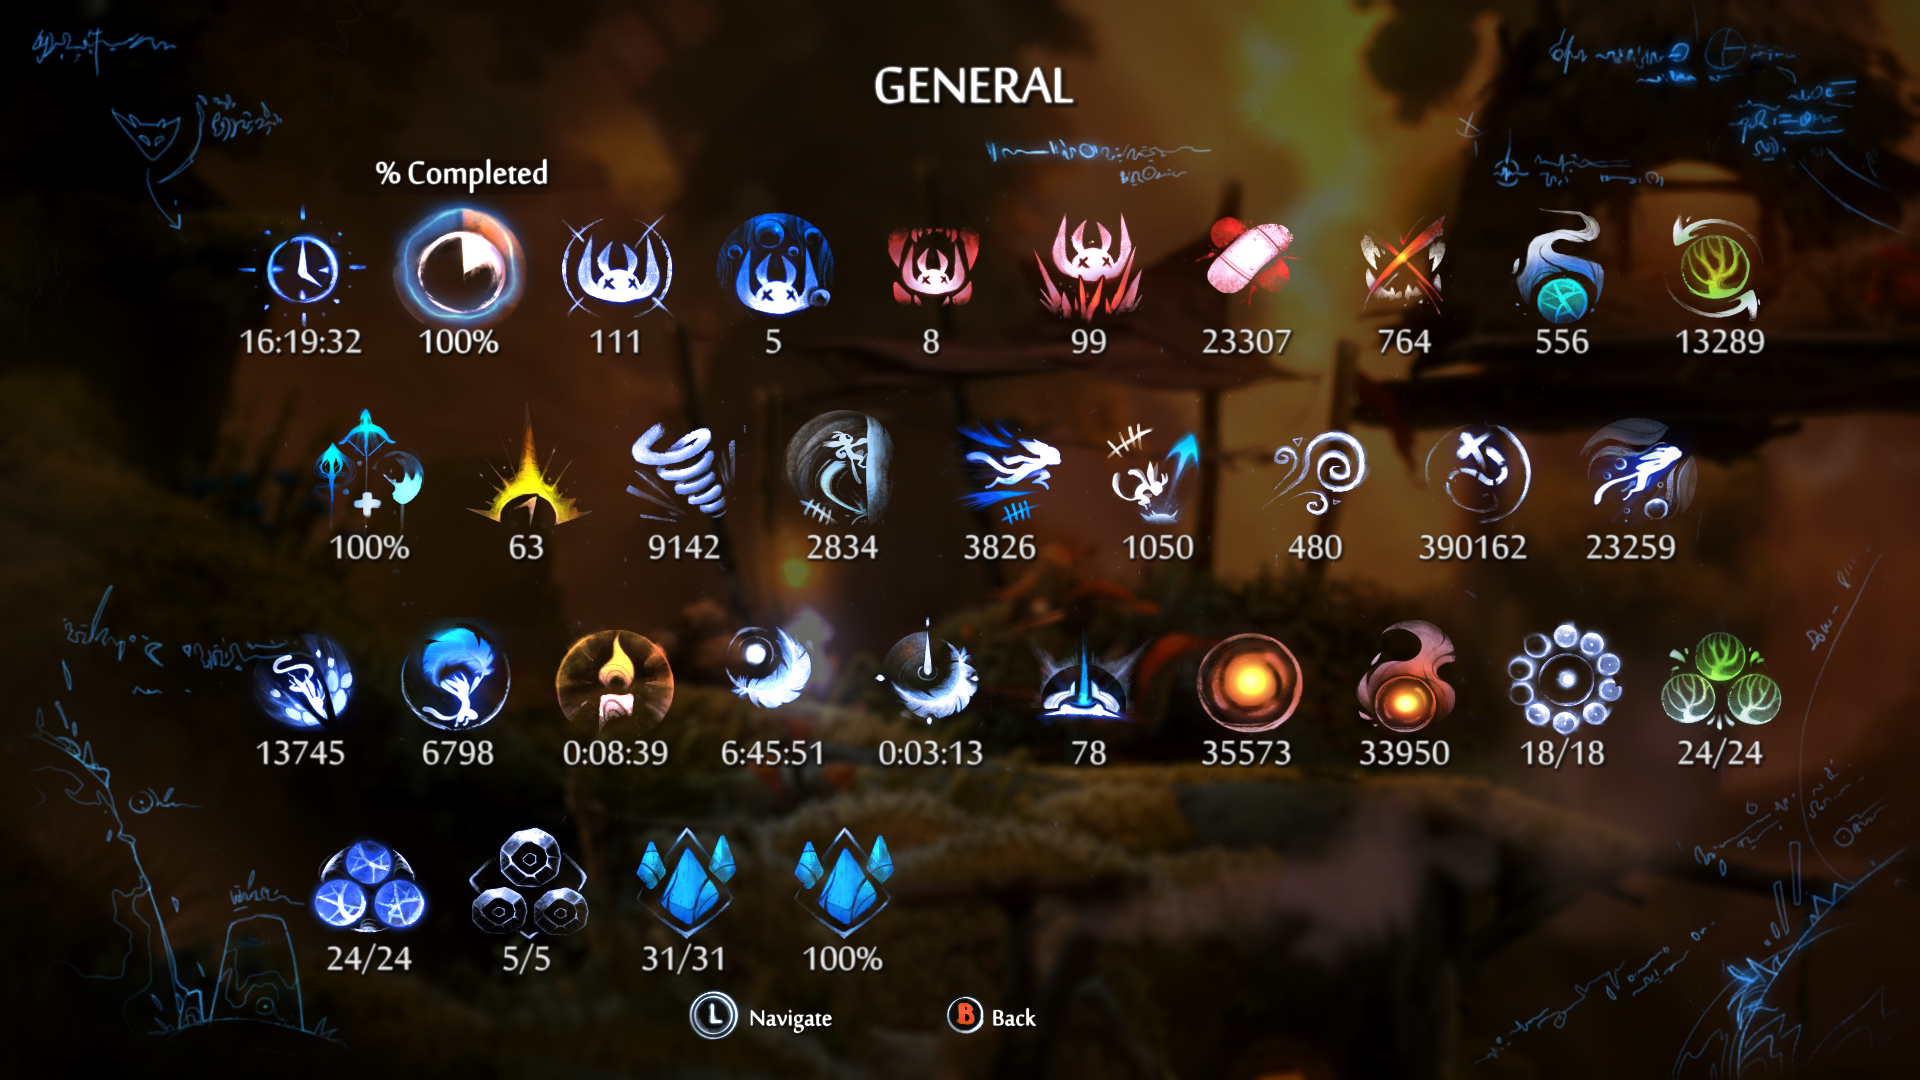 GENERAL
% Completed
16:19:32 100% 111 5 8 99 23307 764 556 13289
100% 63 9142 2834 3826 1050 480 390162 23259
13745 6798 0:08:39 6:45:51 0:03:13 78 35573 33950 18/18 24/24
24/24 5/5 31/31 100%
L Navigate B Back